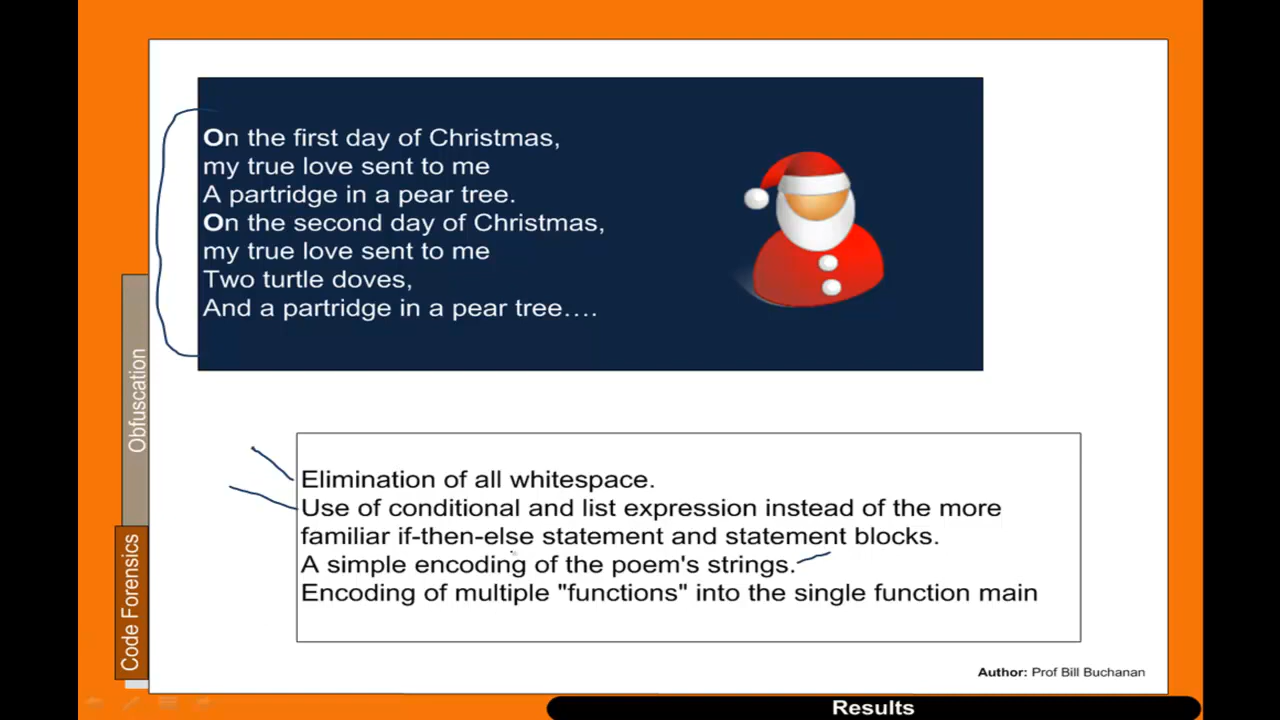 On the first day of Christmas,
my true love sent to me
A partridge in a pear tree.
On the second day of Christmas,
my true love sent to me
Two turtle doves,
And a partridge in a pear tree….
Obfuscation
Code Forensics
Elimination of all whitespace.
Use of conditional and list expression instead of the more
familiar if-then-else statement and statement blocks.
A simple encoding of the poem's strings.
Encoding of multiple "functions" into the single function main
Author: Prof Bill Buchanan
Results